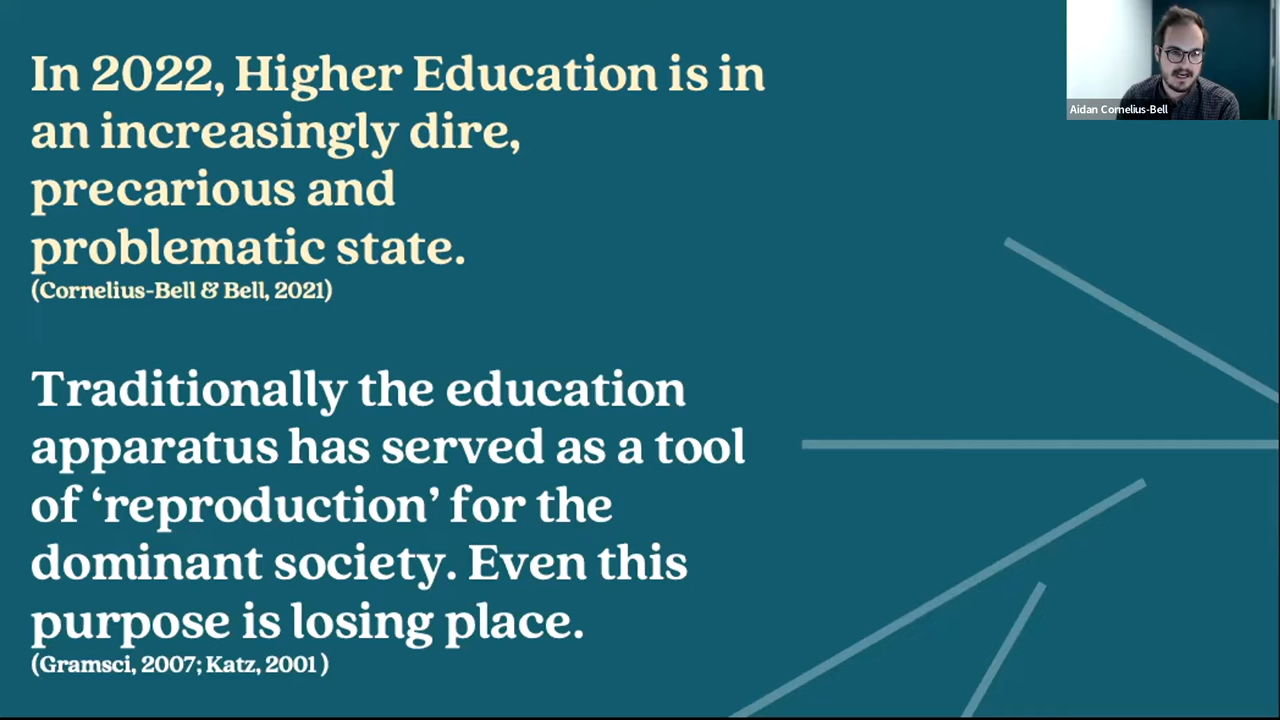 In 2022, Higher Education is in
an increasingly dire,
precarious and
problematic state.
(Cornelius-Bell & Bell, 2021)
Traditionally the education
apparatus has served as a tool
of ‘reproduction’ for the
dominant society. Even this
purpose is losing place.
(Gramsci, 2007; Katz, 2001 )
Aidan Cornelius-Bell